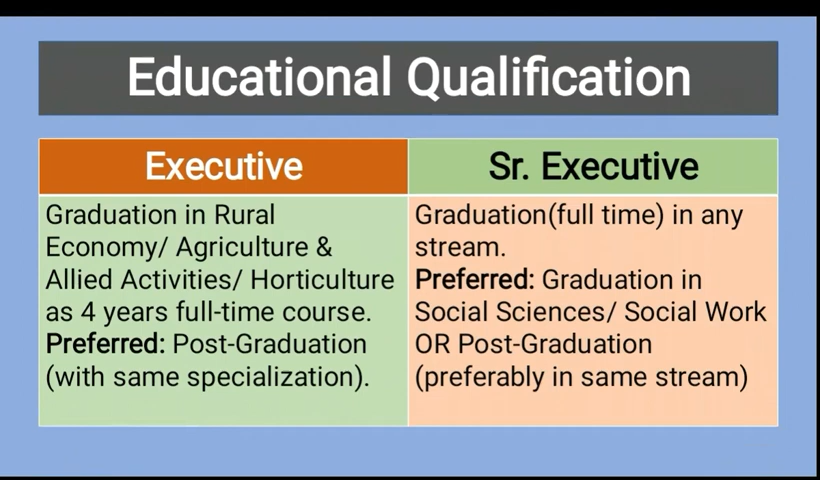 Educational Qualification
Executive
Graduation in Rural
Economy/ Agriculture &
Allied Activities/ Horticulture
as 4 years full-time course.
Preferred: Post-Graduation
(with same specialization).
Sr. Executive
Graduation(full time) in any
stream.
Preferred: Graduation in
Social Sciences/ Social Work
OR Post-Graduation
(preferably in same stream)